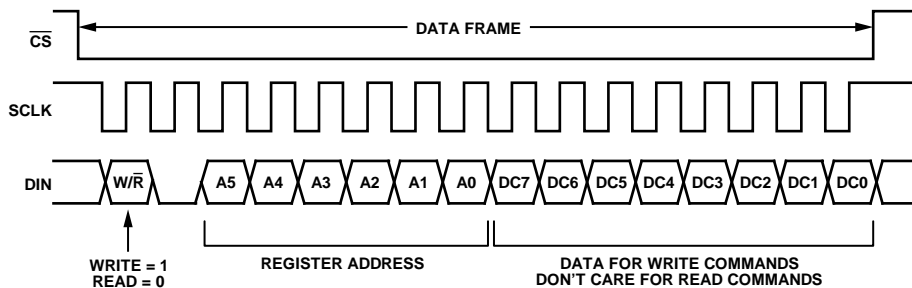 DATA FRAME
C̅S̅
SCLK
DIN
W/R̅ A5 A4 A3 A2 A1 A0 DC7 DC6 DC5 DC4 DC3 DC2 DC1 DC0
WRITE = 1
READ = 0
REGISTER ADDRESS
DATA FOR WRITE COMMANDS
DON'T CARE FOR READ COMMANDS